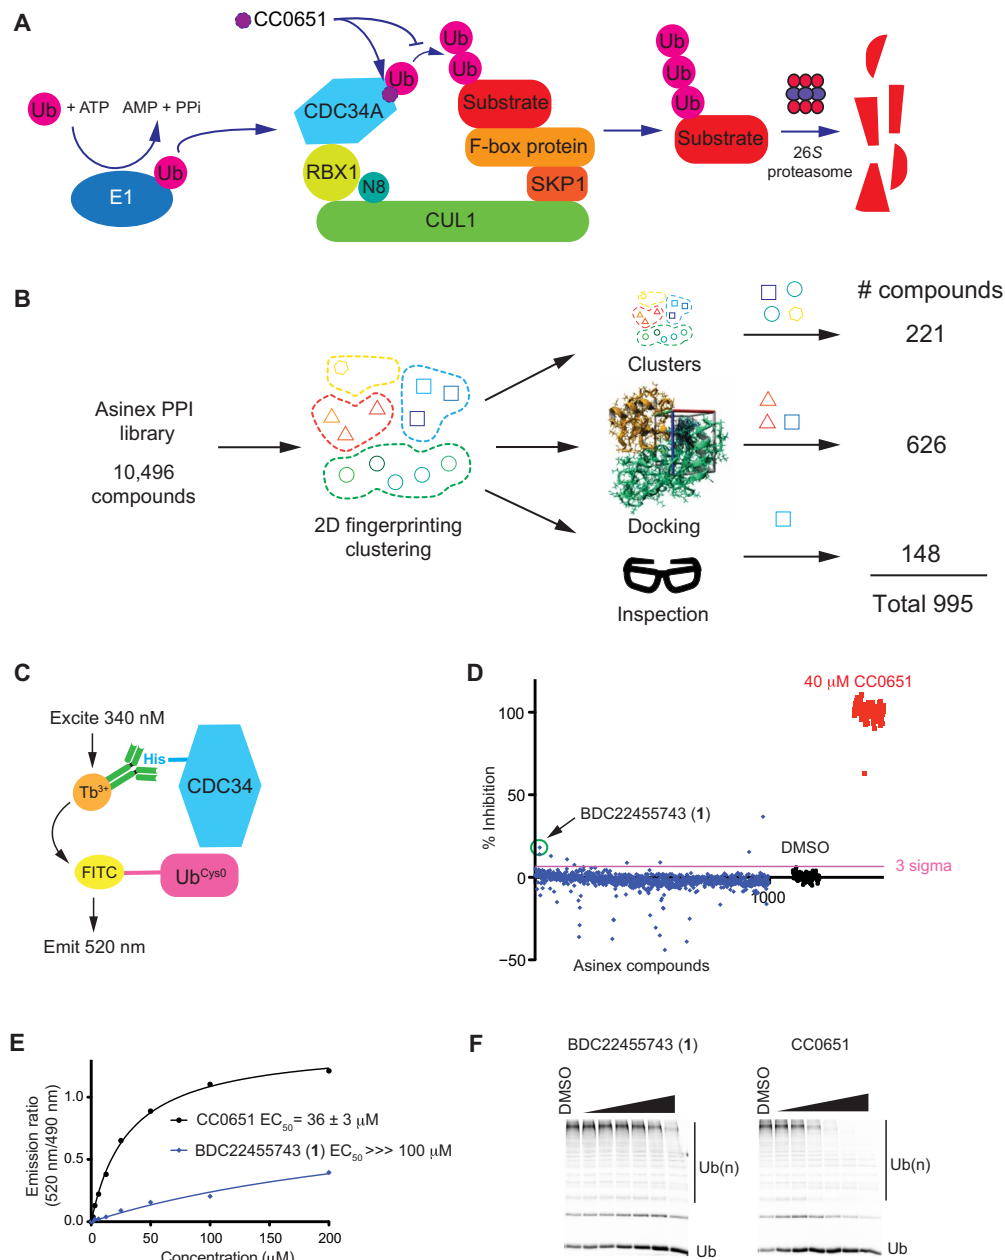 A
CC0651
Ub
+ ATP
AMP + PPi
Ub
E1
CDC34A
Ub
Ub
Ub
Substrate
F-box protein
RBX1
N8
SKP1
CUL1
Ub
Ub
Ub
Substrate
26S
proteasome
B
# compounds
Asinex PPI
library
10,496
compounds
2D fingerprinting
clustering
Clusters
221
Docking
626
Inspection
148
Total 995
C
Excite 340 nM
His
CDC34
Tb3+
FITC
UbCys0
Emit 520 nm
D
40 µM CC0651
% Inhibition
100
50
0
−50
BDC22455743 (1)
DMSO
3 sigma
1000
Asinex compounds
E
Emission ratio
(520 nm/490 nm)
1.0
0.5
0.0
CC0651 EC50 = 36 ± 3 µM
BDC22455743 (1) EC50 >>> 100 µM
0
50
100
150
200
Concentration (µM)
F
BDC22455743 (1)
CC0651
DMSO
DMSO
Ub(n)
Ub(n)
Ub
Ub